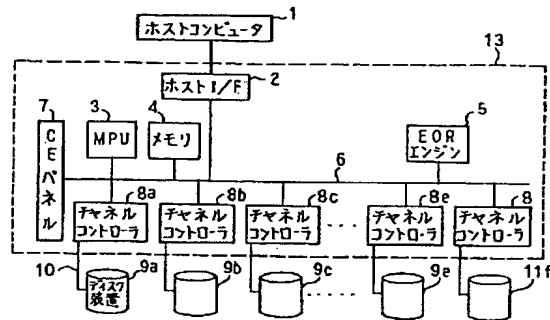 1
ホストコンピュータ
13
2
ホストI/F
7
3
4
5
CEパネル
MPU
メモリ
EOR
エンジン
6
8a
8b
8c
8e
8
チャネル
コントローラ
チャネル
コントローラ
チャネル
コントローラ
チャネル
コントローラ
チャネル
コントローラ
10
9a
9b
9c
9e
11f
ディスク
装置